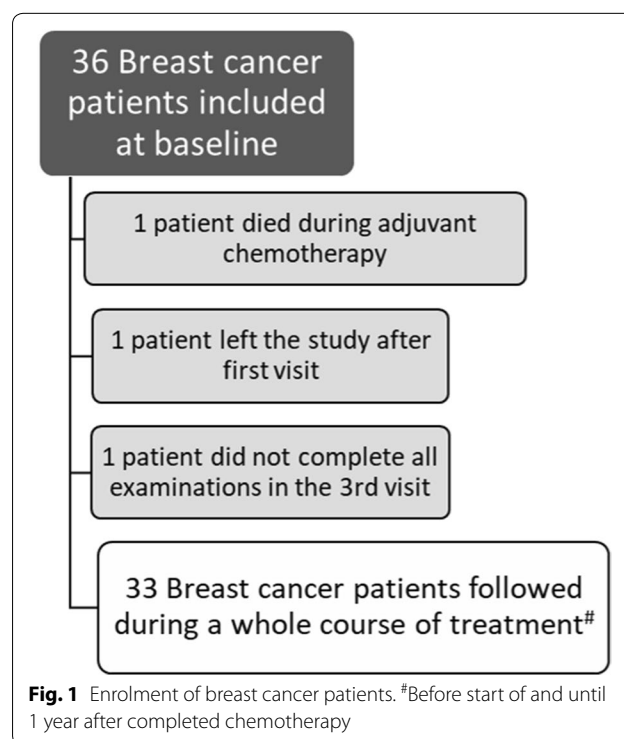 36 Breast cancer
patients included
at baseline
1 patient died during adjuvant
chemotherapy
1 patient left the study after
first visit
1 patient did not complete all
examinations in the 3rd visit
33 Breast cancer patients followed
during a whole course of treatment#
Fig. 1 Enrolment of breast cancer patients. #Before start of and until
1 year after completed chemotherapy